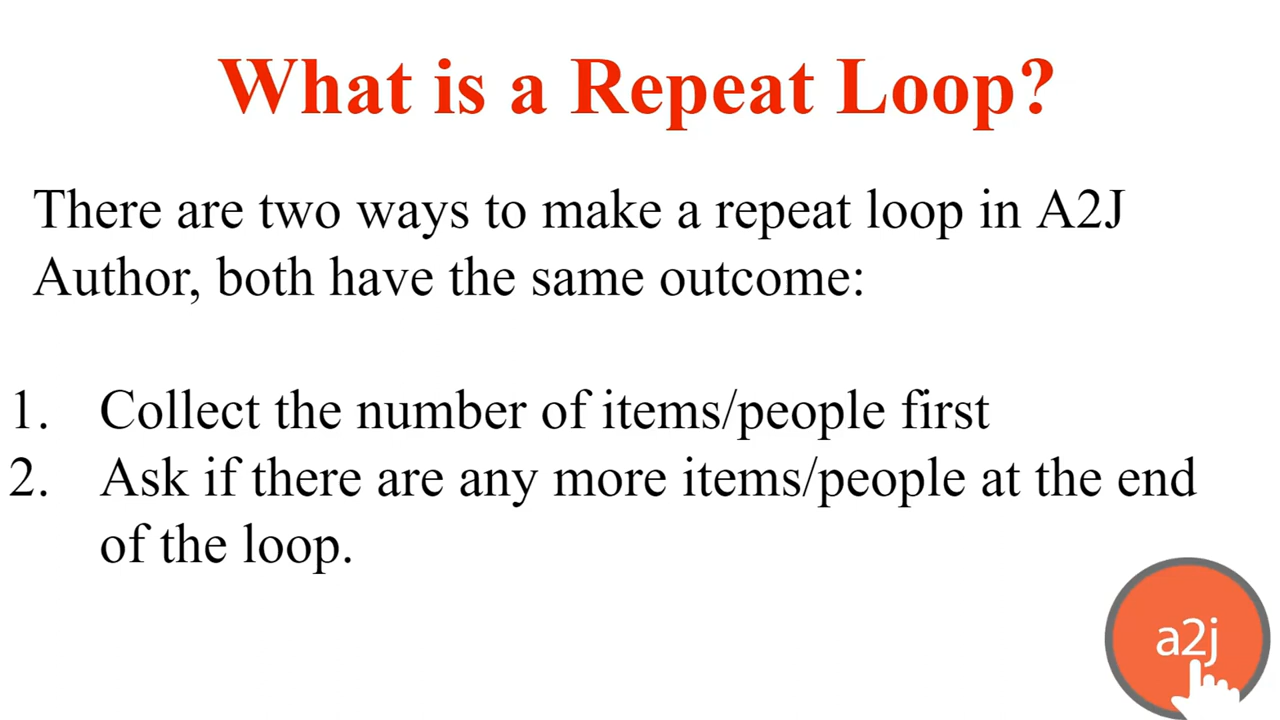 What is a Repeat Loop?
There are two ways to make a repeat loop in A2J
Author, both have the same outcome:
1. Collect the number of items/people first
2. Ask if there are any more items/people at the end
of the loop.
a2j